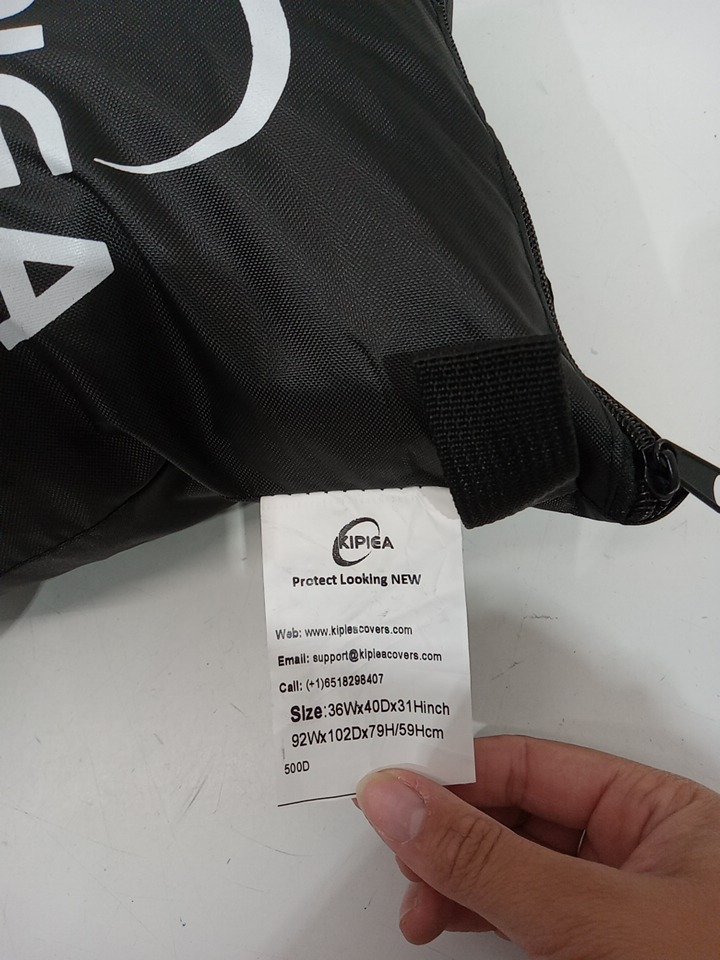 KIPIEA
Protect Looking NEW
Web: www.kipieacovers.com
Email: support@kipieacovers.com
Call: (+1)6518298407
Size:36Wx40Dx31Hinch
92Wx102Dx79H/59Hcm
500D